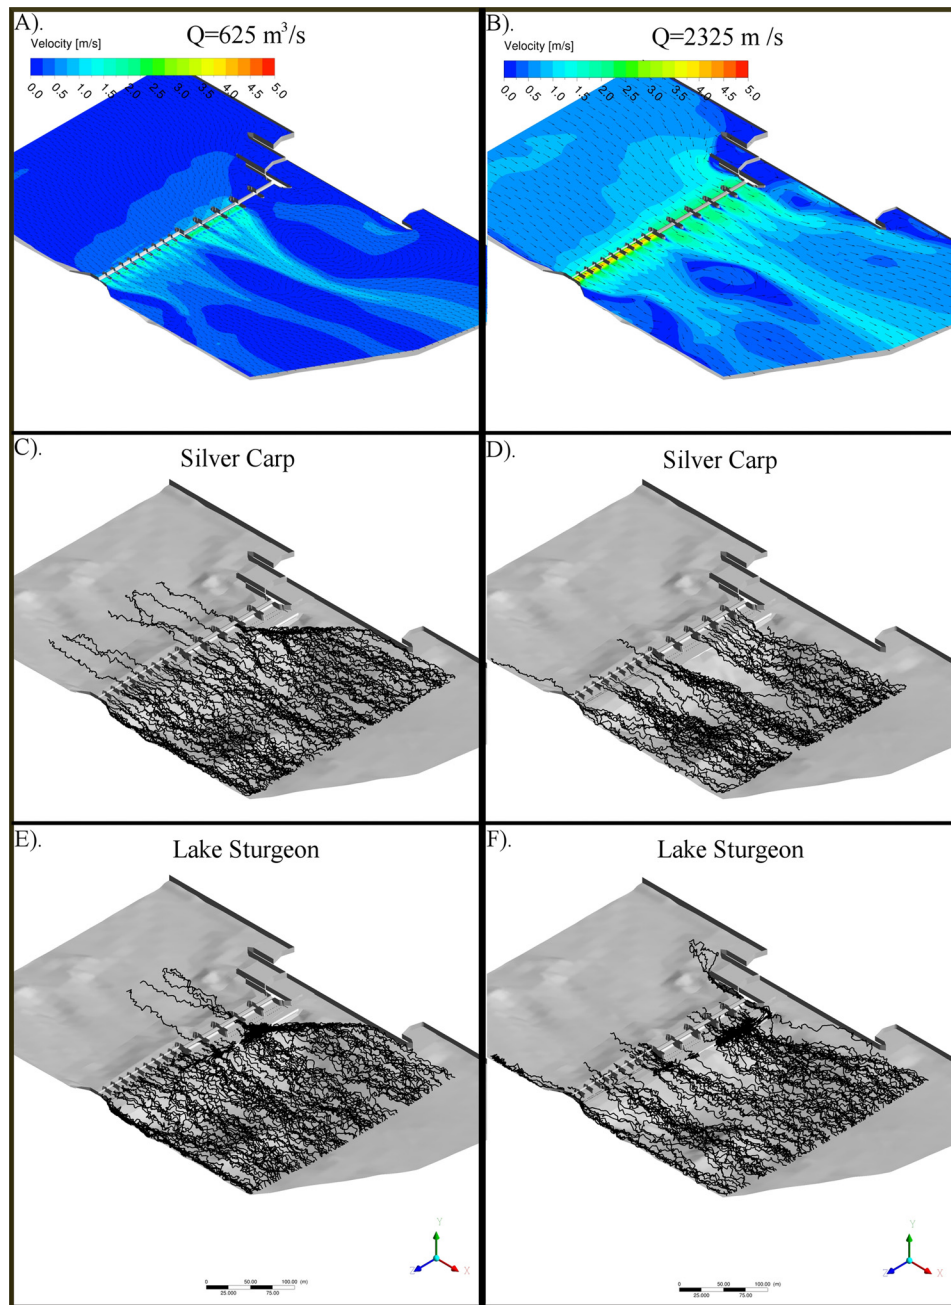 A).
Q=625 m³/s
Velocity [m/s]
0.0 0.5 1.0 1.5 2.0 2.5 3.0 3.5 4.0 4.5 5.0
B).
Q=2325 m /s
Velocity [m/s]
0.0 0.5 1.0 1.5 2.0 2.5 3.0 3.5 4.0 4.5 5.0
C).
Silver Carp
D).
Silver Carp
E).
Lake Sturgeon
Y
Z X
0 50.00 100.00 (m)
25.000 75.00
F).
Lake Sturgeon
Y
Z X
0 50.00 100.00 (m)
25.000 75.00